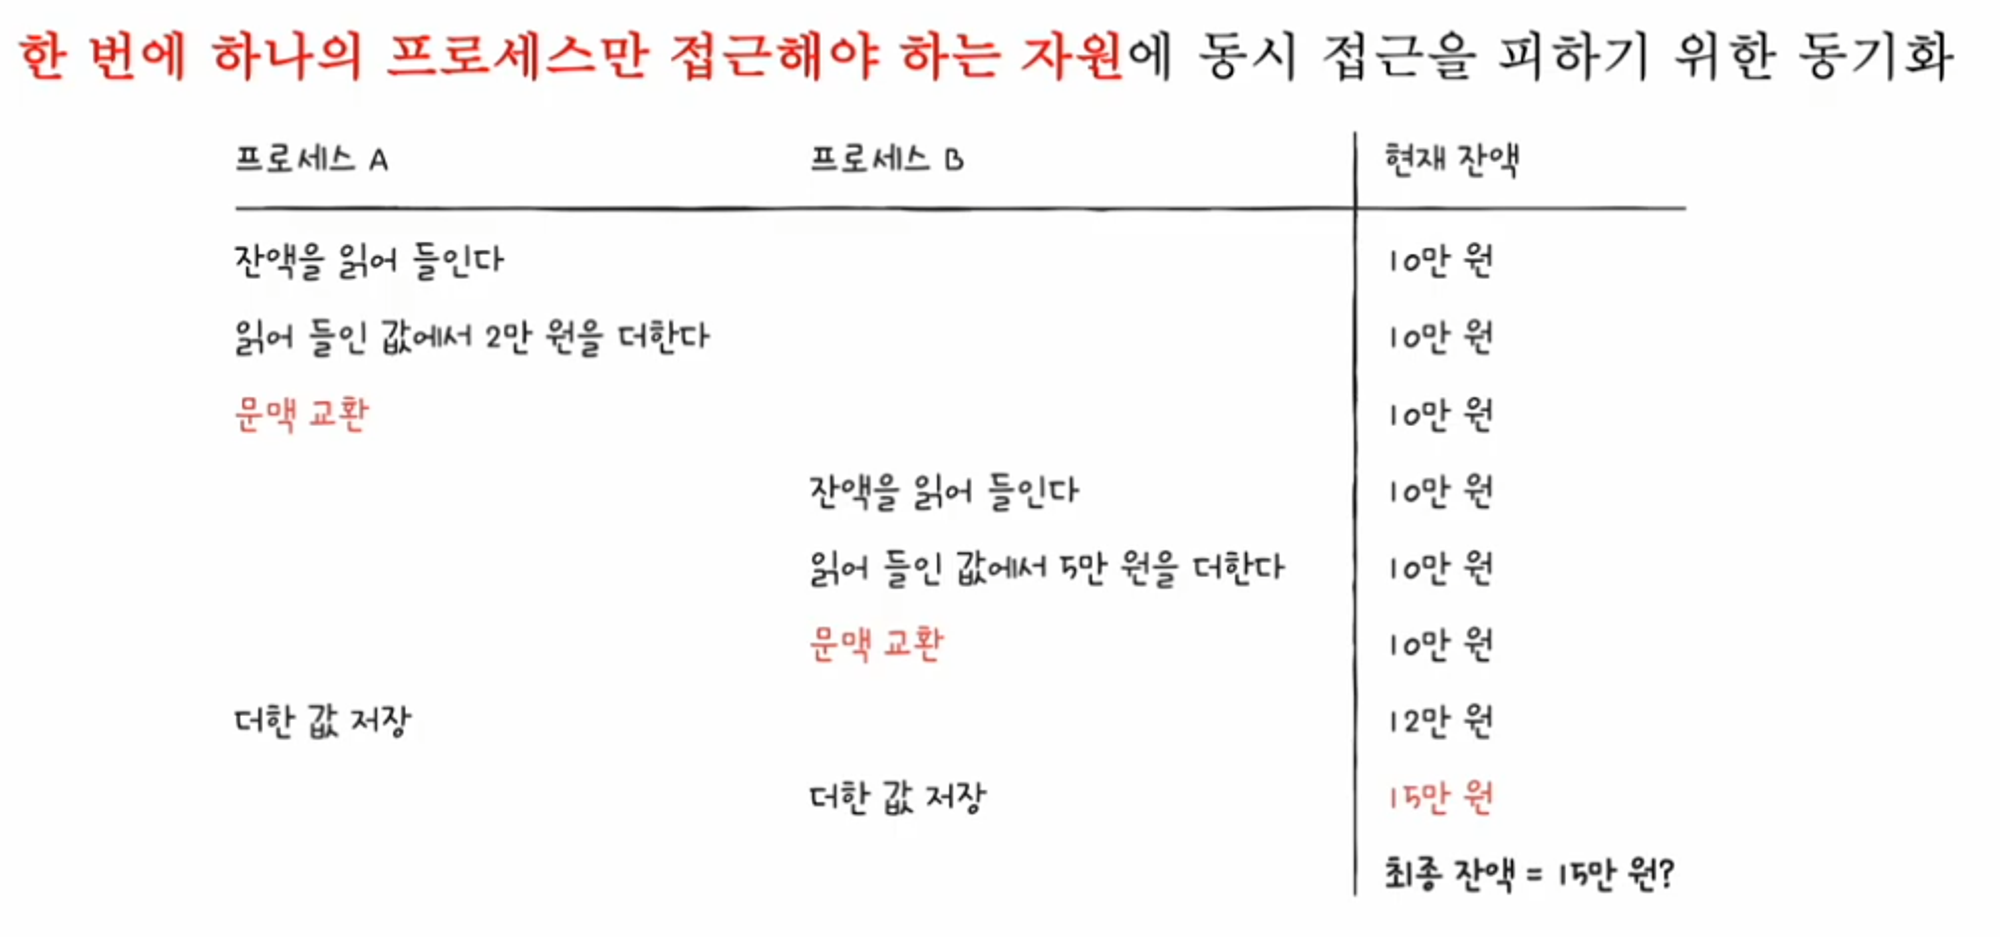 한 번에 하나의 프로세스만 접근해야 하는 자원에 동시 접근을 피하기 위한 동기화
프로세스 A 프로세스 B 현재 잔액
잔액을 읽어 들인다 10만 원
읽어 들인 값에서 2만 원을 더한다 10만 원
문맥 교환 10만 원
잔액을 읽어 들인다 10만 원
읽어 들인 값에서 5만 원을 더한다 10만 원
문맥 교환 10만 원
더한 값 저장 12만 원
더한 값 저장 15만 원
최종 잔액 = 15만 원?